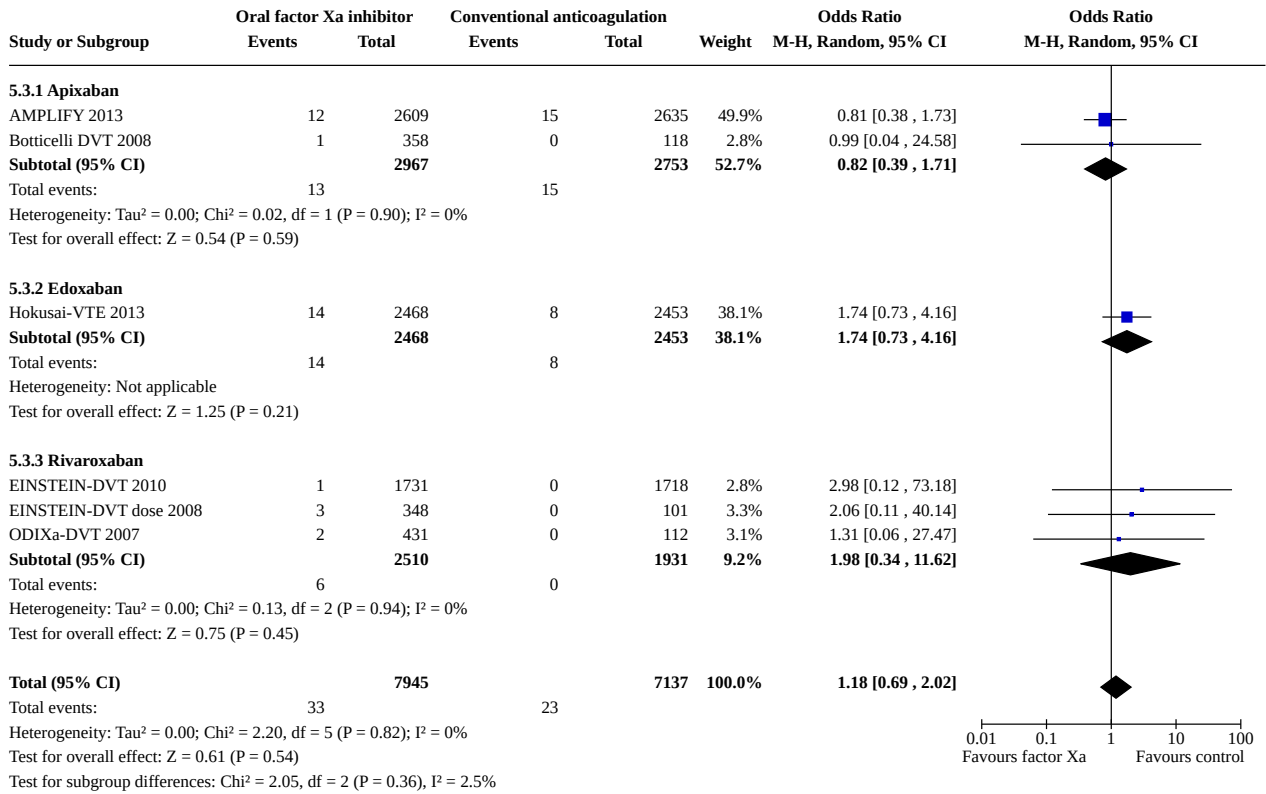 Oral factor Xa inhibitor Conventional anticoagulation Odds Ratio Odds Ratio
Study or Subgroup Events Total Events Total Weight M-H, Random, 95% CI M-H, Random, 95% CI
5.3.1 Apixaban
AMPLIFY 2013 12 2609 15 2635 49.9% 0.81 [0.38 , 1.73]
Botticelli DVT 2008 1 358 0 118 2.8% 0.99 [0.04 , 24.58]
Subtotal (95% CI) 2967 2753 52.7% 0.82 [0.39 , 1.71]
Total events: 13 15
Heterogeneity: Tau² = 0.00; Chi² = 0.02, df = 1 (P = 0.90); I² = 0%
Test for overall effect: Z = 0.54 (P = 0.59)
5.3.2 Edoxaban
Hokusai-VTE 2013 14 2468 8 2453 38.1% 1.74 [0.73 , 4.16]
Subtotal (95% CI) 2468 2453 38.1% 1.74 [0.73 , 4.16]
Total events: 14 8
Heterogeneity: Not applicable
Test for overall effect: Z = 1.25 (P = 0.21)
5.3.3 Rivaroxaban
EINSTEIN-DVT 2010 1 1731 0 1718 2.8% 2.98 [0.12 , 73.18]
EINSTEIN-DVT dose 2008 3 348 0 101 3.3% 2.06 [0.11 , 40.14]
ODIXa-DVT 2007 2 431 0 112 3.1% 1.31 [0.06 , 27.47]
Subtotal (95% CI) 2510 1931 9.2% 1.98 [0.34 , 11.62]
Total events: 6 0
Heterogeneity: Tau² = 0.00; Chi² = 0.13, df = 2 (P = 0.94); I² = 0%
Test for overall effect: Z = 0.75 (P = 0.45)
Total (95% CI) 7945 7137 100.0% 1.18 [0.69 , 2.02]
Total events: 33 23
Heterogeneity: Tau² = 0.00; Chi² = 2.20, df = 5 (P = 0.82); I² = 0%
Test for overall effect: Z = 0.61 (P = 0.54)
Test for subgroup differences: Chi² = 2.05, df = 2 (P = 0.36), I² = 2.5%
0.01 0.1 1 10 100
Favours factor Xa Favours control